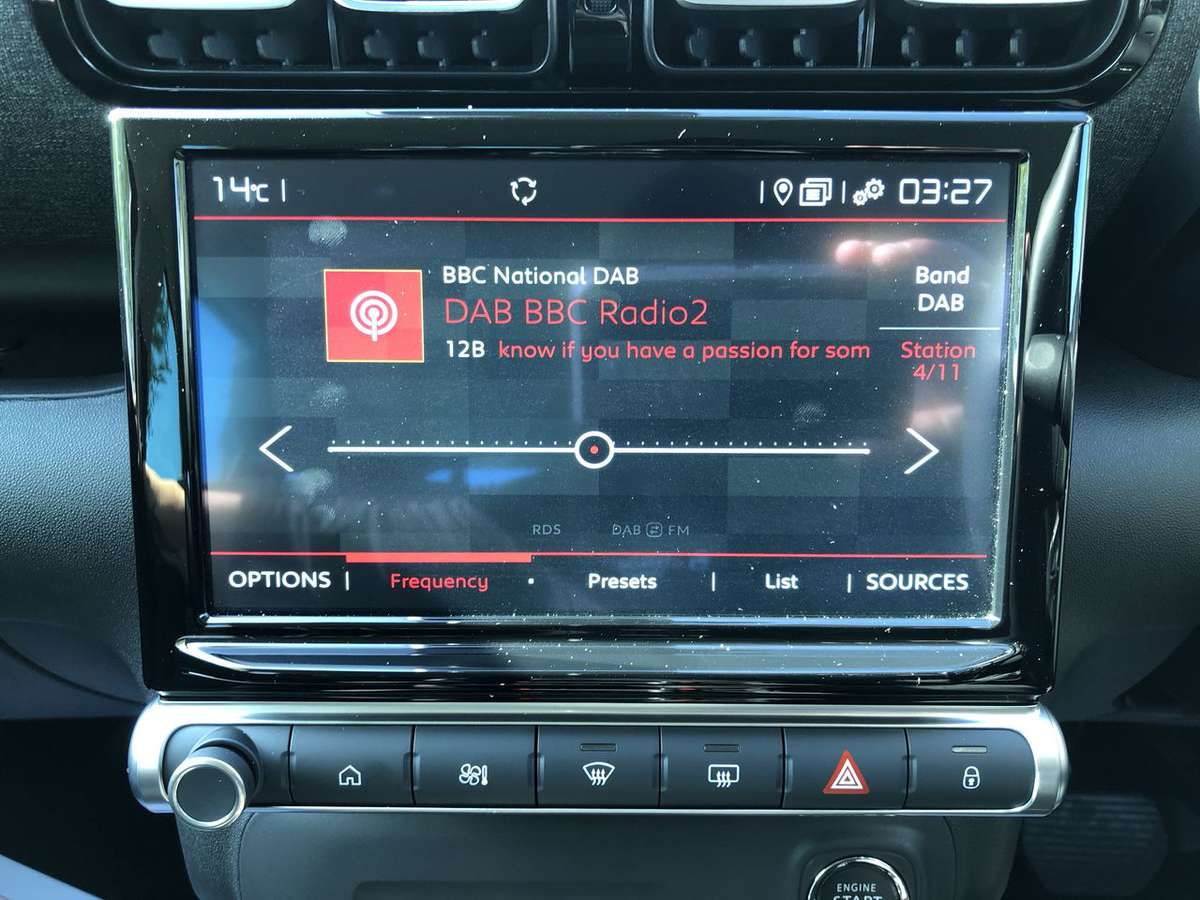 14°C
03:27
BBC National DAB
DAB BBC Radio2
12B know if you have a passion for som
Band
DAB
Station
4/11
RDS DAB FM
OPTIONS Frequency Presets List SOURCES
ENGINE
START